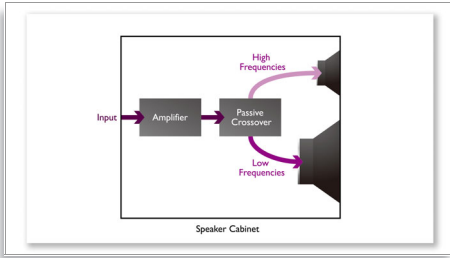 High
Frequencies
Input
Amplifier
Passive
Crossover
Low
Frequencies
Speaker Cabinet